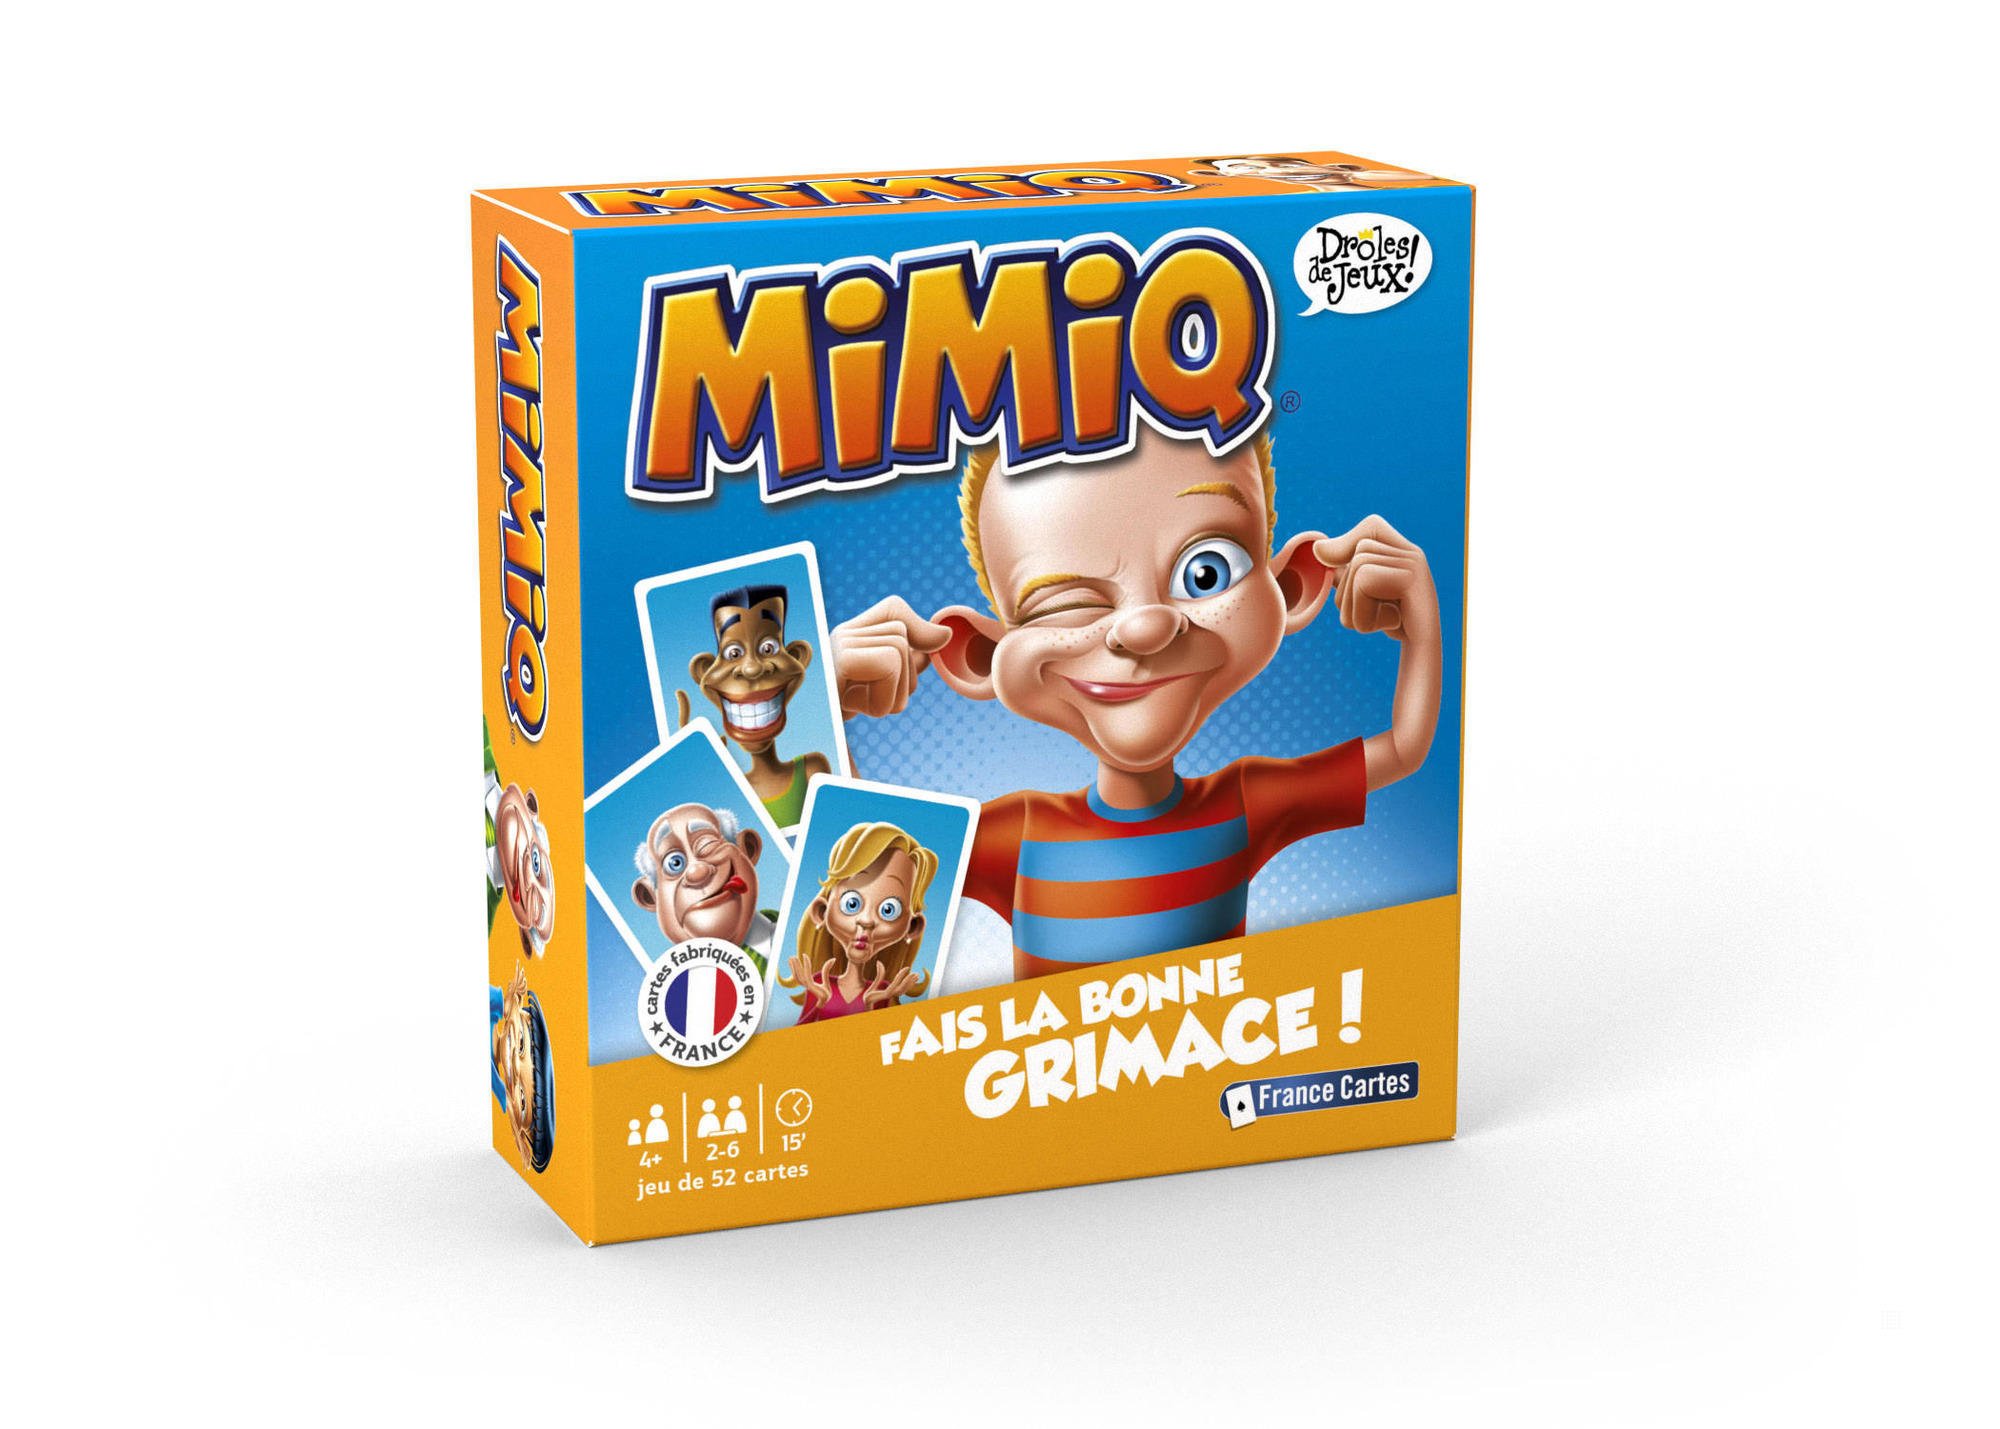 MiMiQ
MiMiQ
®
MiMiQ
®
Drôles
de Jeux!
cartes fabriquées en
FRANCE
FAIS LA BONNE
GRIMACE !
France Cartes
4+
2-6
15'
jeu de 52 cartes